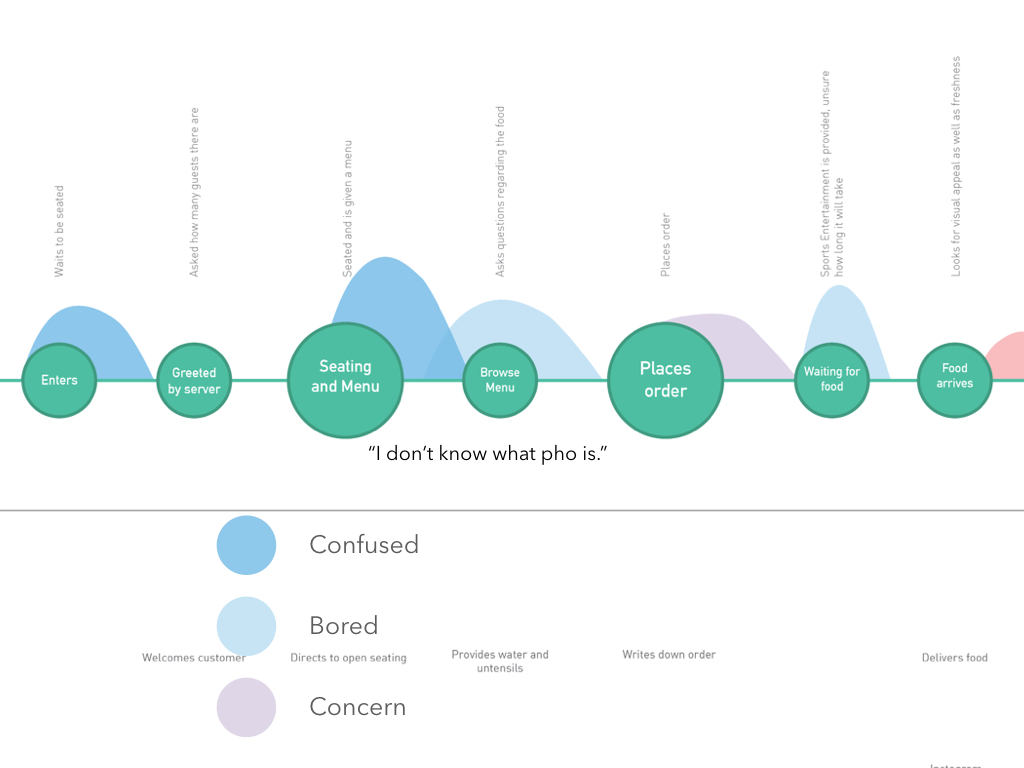 Waits to be seated
Asked how many guests there are
Seated and is given a menu
Asks questions regarding the food
Places order
Sports Entertainment is provided, unsure
how long it will take
Looks for visual appeal as well as freshness
Enters
Greeted
by server
Seating
and Menu
Browse
Menu
Places
order
Waiting for
food
Food
arrives
“I don’t know what pho is.”
Confused
Bored
Welcomes customer
Directs to open seating
Provides water and
untensils
Writes down order
Delivers food
Concern